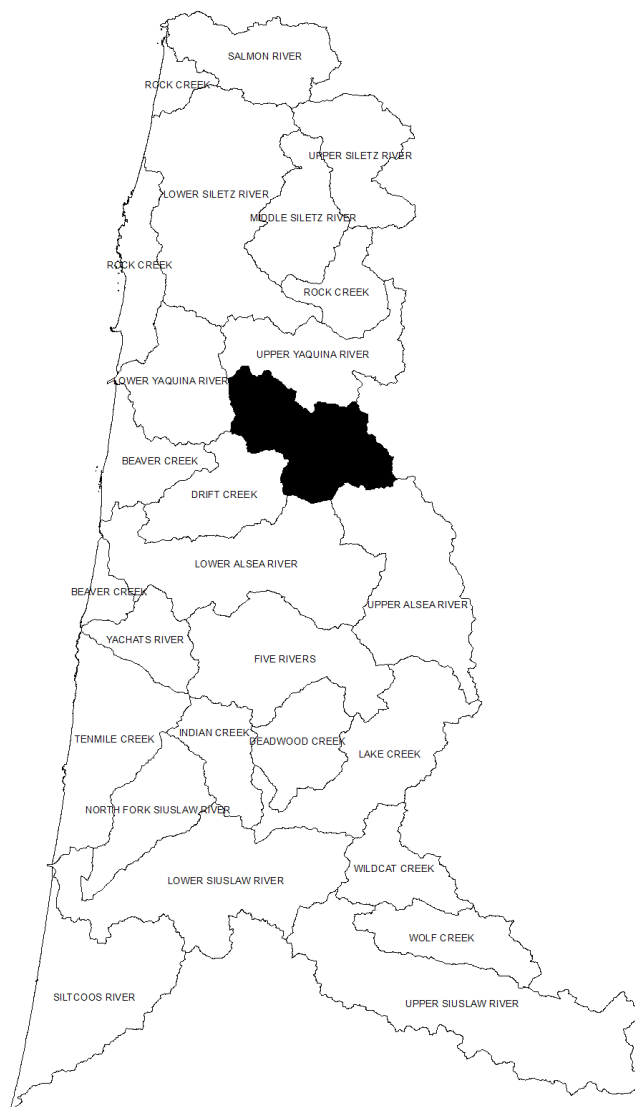 SALMON RIVER
ROCK CREEK
UPPER SILETZ RIVER
LOWER SILETZ RIVER
MIDDLE SILETZ RIVER
ROCK CREEK
ROCK CREEK
UPPER YAQUINA RIVER
LOWER YAQUINA RIVER
BEAVER CREEK
DRIFT CREEK
LOWER ALSEA RIVER
BEAVER CREEK
UPPER ALSEA RIVER
YACHATS RIVER
FIVE RIVERS
INDIAN CREEK
TENMILE CREEK
DEADWOOD CREEK
LAKE CREEK
NORTH FORK SIUSLAW RIVER
WILDCAT CREEK
LOWER SIUSLAW RIVER
WOLF CREEK
SILTCOOS RIVER
UPPER SIUSLAW RIVER